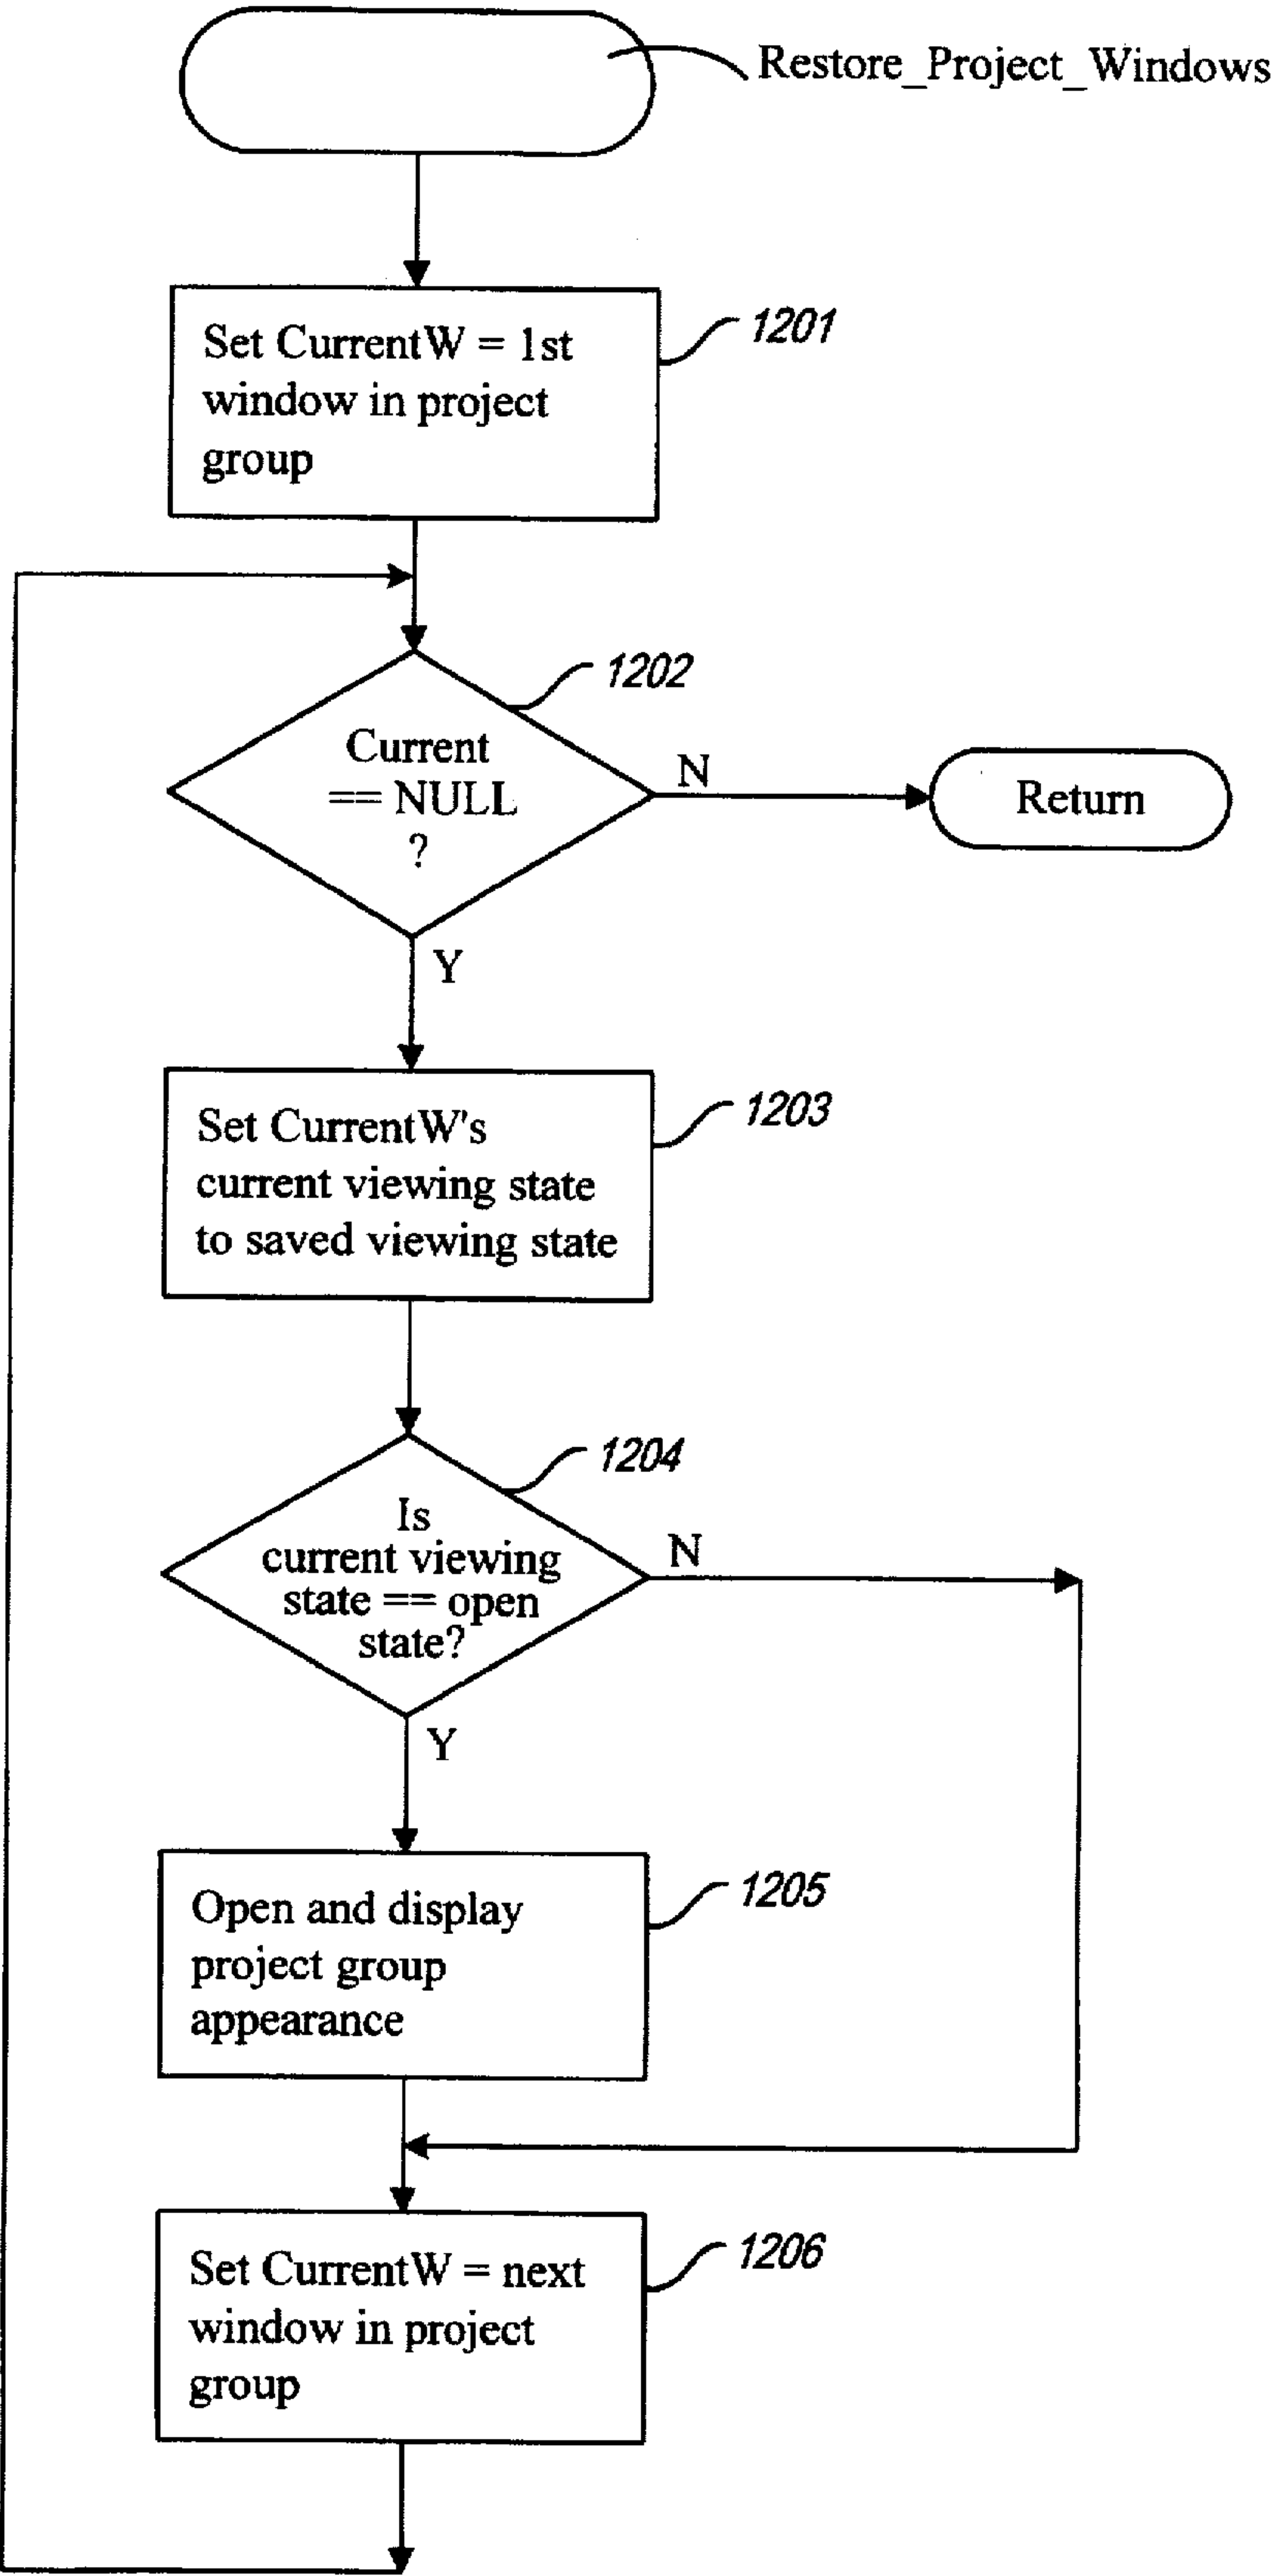 Restore_Project_Windows
1201
Set CurrentW = 1st
window in project
group
1202
Current
== NULL
?
N
Return
Y
1203
Set CurrentW's
current viewing state
to saved viewing state
1204
Is
current viewing
state == open
state?
N
Y
1205
Open and display
project group
appearance
1206
Set CurrentW = next
window in project
group